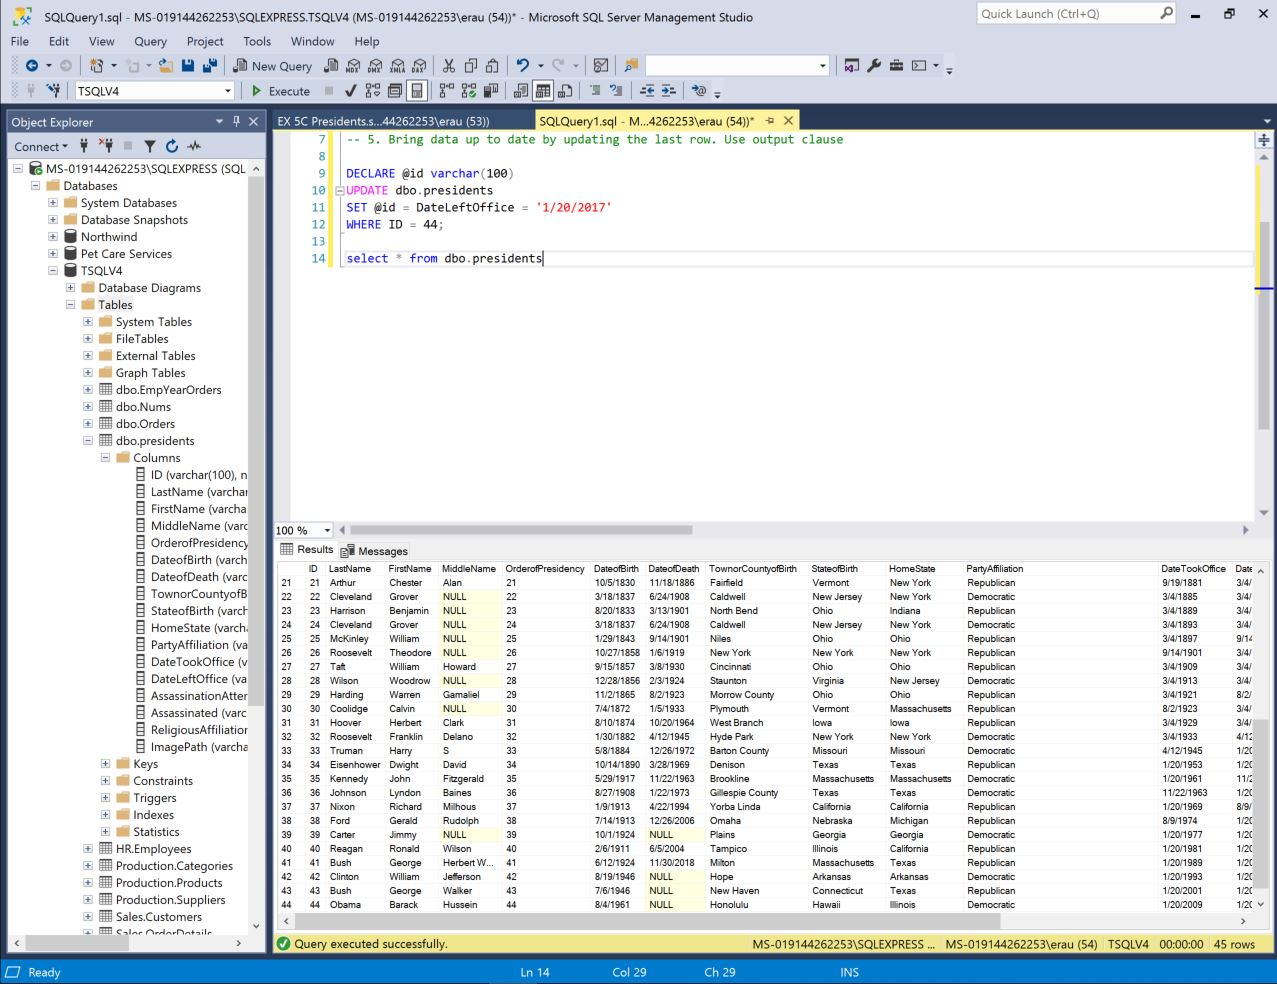 SQLQuery1.sql - MS-019144262253\SQLEXPRESS.TSQLV4 (MS-019144262253\erau (54))* - Microsoft SQL Server Management Studio
Quick Launch (Ctrl+Q)
File Edit View Query Project Tools Window Help
New Query MDX DMX XMLA DAX
TSQLV4 Execute
Object Explorer
Connect
MS-019144262253\SQLEXPRESS (SQL
Databases
System Databases
Database Snapshots
Northwind
Pet Care Services
TSQLV4
Database Diagrams
Tables
System Tables
FileTables
External Tables
Graph Tables
dbo.EmpYearOrders
dbo.Nums
dbo.Orders
dbo.presidents
Columns
ID (varchar(100), n
LastName (varchar
FirstName (varchar
MiddleName (varc
OrderofPresidency
DateofBirth (varch
DateofDeath (varc
TownorCountyofB
StateofBirth (varch
HomeState (varcha
PartyAffiliation (va
DateTookOffice (v
DateLeftOffice (va
AssassinationAtter
Assassinated (varc
ReligiousAffiliation
ImagePath (varcha
Keys
Constraints
Triggers
Indexes
Statistics
HR.Employees
Production.Categories
Production.Products
Production.Suppliers
Sales.Customers
Sales.OrderDetails
EX 5C Presidents.s...44262253\erau (53))
SQLQuery1.sql - M...4262253\erau (54))*
7 -- 5. Bring data up to date by updating the last row. Use output clause
8
9 DECLARE @id varchar(100)
10 UPDATE dbo.presidents
11 SET @id = DateLeftOffice = '1/20/2017'
12 WHERE ID = 44;
13
14 select * from dbo.presidents
100 %
Results Messages
ID LastName FirstName MiddleName OrderofPresidency DateofBirth DateofDeath TownorCountyofBirth StateofBirth HomeState PartyAffiliation DateTookOffice Date
21 21 Arthur Chester Alan 21 10/5/1830 11/18/1886 Fairfield Vermont New York Republican 9/19/1881 3/4/
22 22 Cleveland Grover NULL 22 3/18/1837 6/24/1908 Caldwell New Jersey New York Democratic 3/4/1885 3/4/
23 23 Harrison Benjamin NULL 23 8/20/1833 3/13/1901 North Bend Ohio Indiana Republican 3/4/1889 3/4/
24 24 Cleveland Grover NULL 24 3/18/1837 6/24/1908 Caldwell New Jersey New York Democratic 3/4/1893 3/4/
25 25 McKinley William NULL 25 1/29/1843 9/14/1901 Niles Ohio Ohio Republican 3/4/1897 9/14
26 26 Roosevelt Theodore NULL 26 10/27/1858 1/6/1919 New York New York New York Republican 9/14/1901 3/4/
27 27 Taft William Howard 27 9/15/1857 3/8/1930 Cincinnati Ohio Ohio Republican 3/4/1909 3/4/
28 28 Wilson Woodrow NULL 28 12/28/1856 2/3/1924 Staunton Virginia New Jersey Democratic 3/4/1913 3/4/
29 29 Harding Warren Gamaliel 29 11/2/1865 8/2/1923 Morrow County Ohio Ohio Republican 3/4/1921 8/2/
30 30 Coolidge Calvin NULL 30 7/4/1872 1/5/1933 Plymouth Vermont Massachusetts Republican 8/2/1923 3/4/
31 31 Hoover Herbert Clark 31 8/10/1874 10/20/1964 West Branch Iowa Iowa Republican 3/4/1929 3/4/
32 32 Roosevelt Franklin Delano 32 1/30/1882 4/12/1945 Hyde Park New York New York Democratic 3/4/1933 4/12
33 33 Truman Harry S 33 5/8/1884 12/26/1972 Barton County Missouri Missouri Democratic 4/12/1945 1/20
34 34 Eisenhower Dwight David 34 10/14/1890 3/28/1969 Denison Texas Texas Republican 1/20/1953 1/20
35 35 Kennedy John Fitzgerald 35 5/29/1917 11/22/1963 Brookline Massachusetts Massachusetts Democratic 1/20/1961 11/2
36 36 Johnson Lyndon Baines 36 8/27/1908 1/22/1973 Gillespie County Texas Texas Democratic 11/22/1963 1/20
37 37 Nixon Richard Milhous 37 1/9/1913 4/22/1994 Yorba Linda California California Republican 1/20/1969 8/9/
38 38 Ford Gerald Rudolph 38 7/14/1913 12/26/2006 Omaha Nebraska Michigan Republican 8/9/1974 1/20
39 39 Carter Jimmy NULL 39 10/1/1924 NULL Plains Georgia Georgia Democratic 1/20/1977 1/20
40 40 Reagan Ronald Wilson 40 2/6/1911 6/5/2004 Tampico Illinois California Republican 1/20/1981 1/20
41 41 Bush George Herbert W... 41 6/12/1924 11/30/2018 Milton Massachusetts Texas Republican 1/20/1989 1/20
42 42 Clinton William Jefferson 42 8/19/1946 NULL Hope Arkansas Arkansas Democratic 1/20/1993 1/20
43 43 Bush George Walker 43 7/6/1946 NULL New Haven Connecticut Texas Republican 1/20/2001 1/20
44 44 Obama Barack Hussein 44 8/4/1961 NULL Honolulu Hawaii Illinois Democratic 1/20/2009 1/20
Query executed successfully. MS-019144262253\SQLEXPRESS ... MS-019144262253\erau (54) TSQLV4 00:00:00 45 rows
Ready Ln 14 Col 29 Ch 29 INS